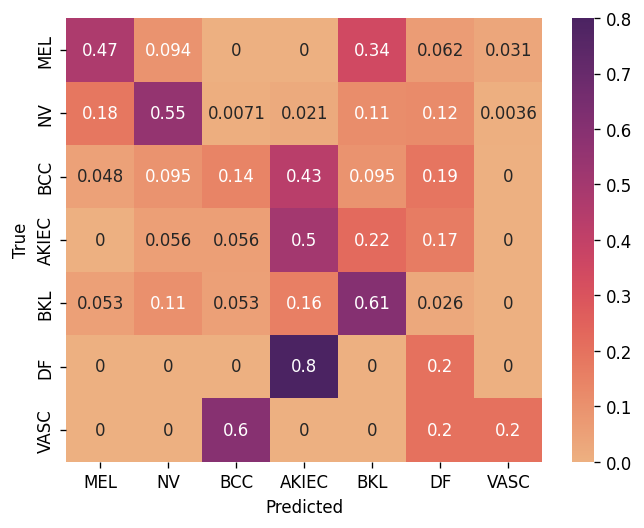 MEL 0.47 0.094 0 0 0.34 0.062 0.031
NV 0.18 0.55 0.0071 0.021 0.11 0.12 0.0036
BCC 0.048 0.095 0.14 0.43 0.095 0.19 0
AKIEC 0 0.056 0.056 0.5 0.22 0.17 0
BKL 0.053 0.11 0.053 0.16 0.61 0.026 0
DF 0 0 0 0.8 0 0.2 0
VASC 0 0 0.6 0 0 0.2 0.2
MEL NV BCC AKIEC BKL DF VASC
Predicted
True
0.8
0.7
0.6
0.5
0.4
0.3
0.2
0.1
0.0